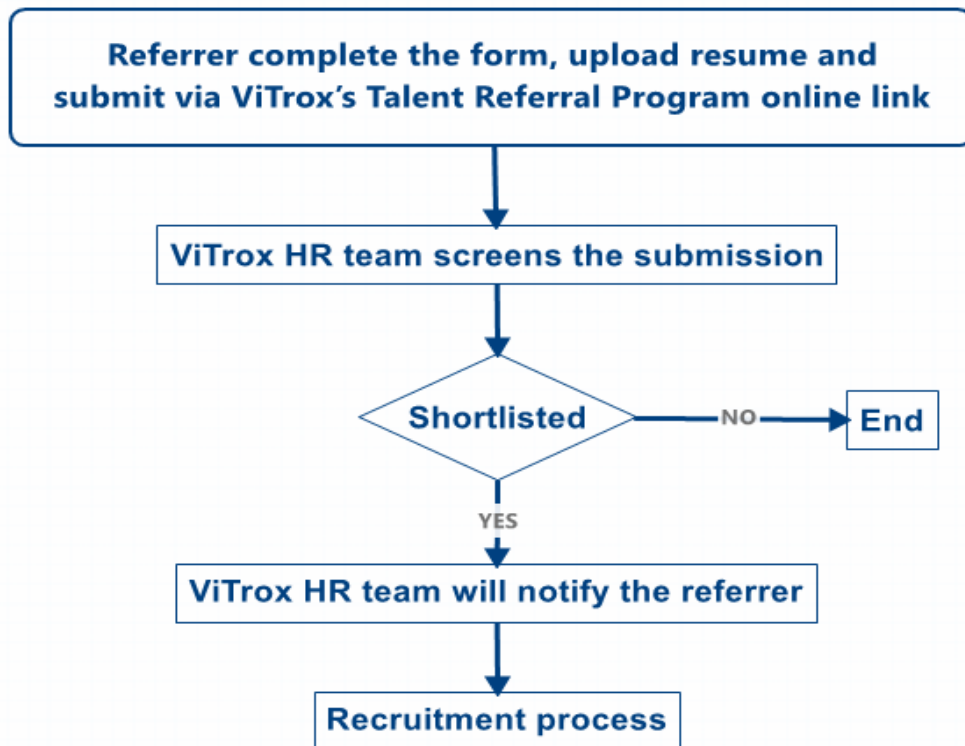 Referrer complete the form, upload resume and
submit via ViTrox's Talent Referral Program online link
ViTrox HR team screens the submission
Shortlisted
NO
End
YES
ViTrox HR team will notify the referrer
Recruitment process